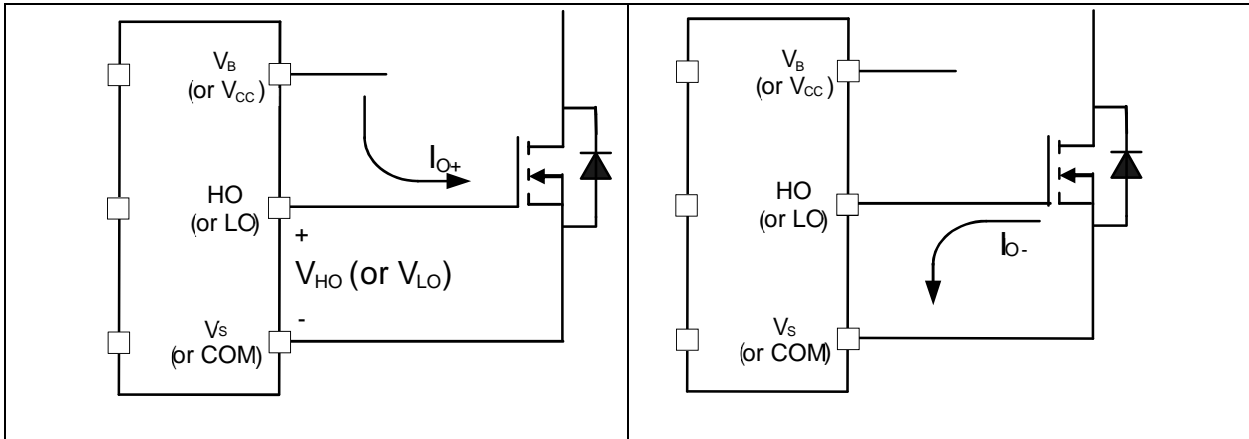 VB
(or VCC)
IO+
HO
(or LO)
+
VHO (or VLO)
-
VS
(or COM)
VB
(or VCC)
HO
(or LO)
IO-
VS
(or COM)